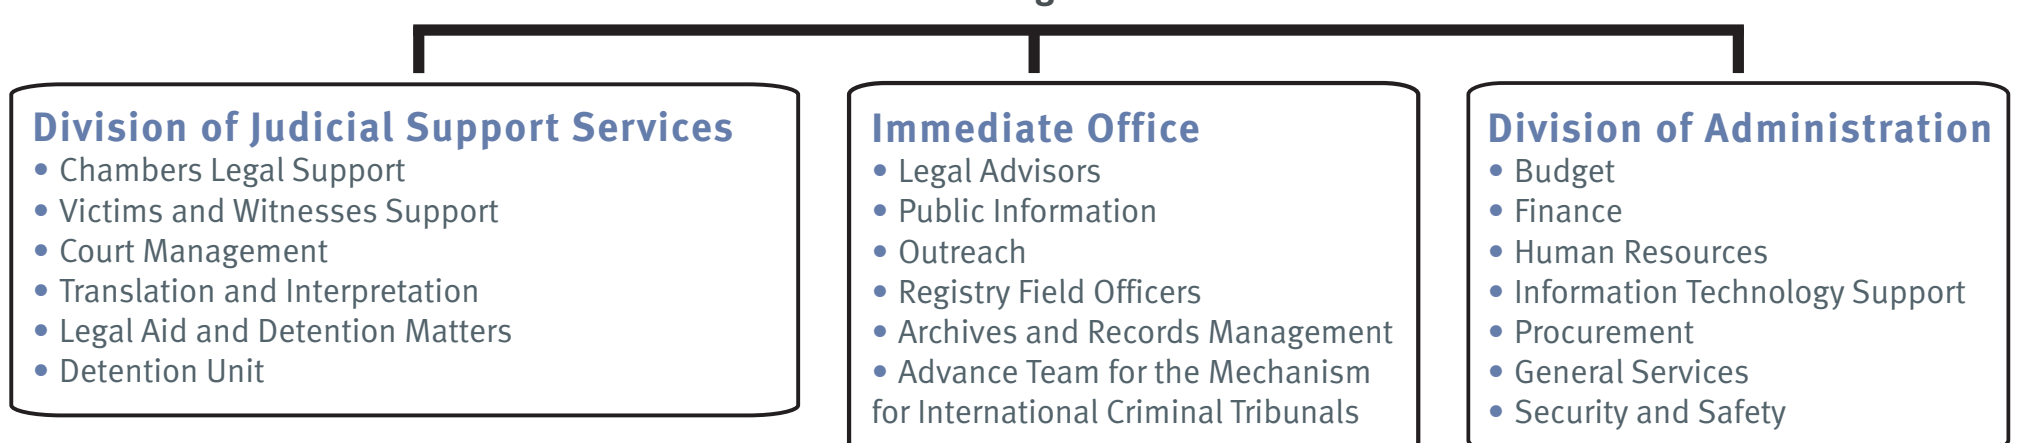 Division of Judicial Support Services
• Chambers Legal Support
• Victims and Witnesses Support
• Court Management
• Translation and Interpretation
• Legal Aid and Detention Matters
• Detention Unit
Immediate Office
• Legal Advisors
• Public Information
• Outreach
• Registry Field Officers
• Archives and Records Management
• Advance Team for the Mechanism
for International Criminal Tribunals
Division of Administration
• Budget
• Finance
• Human Resources
• Information Technology Support
• Procurement
• General Services
• Security and Safety